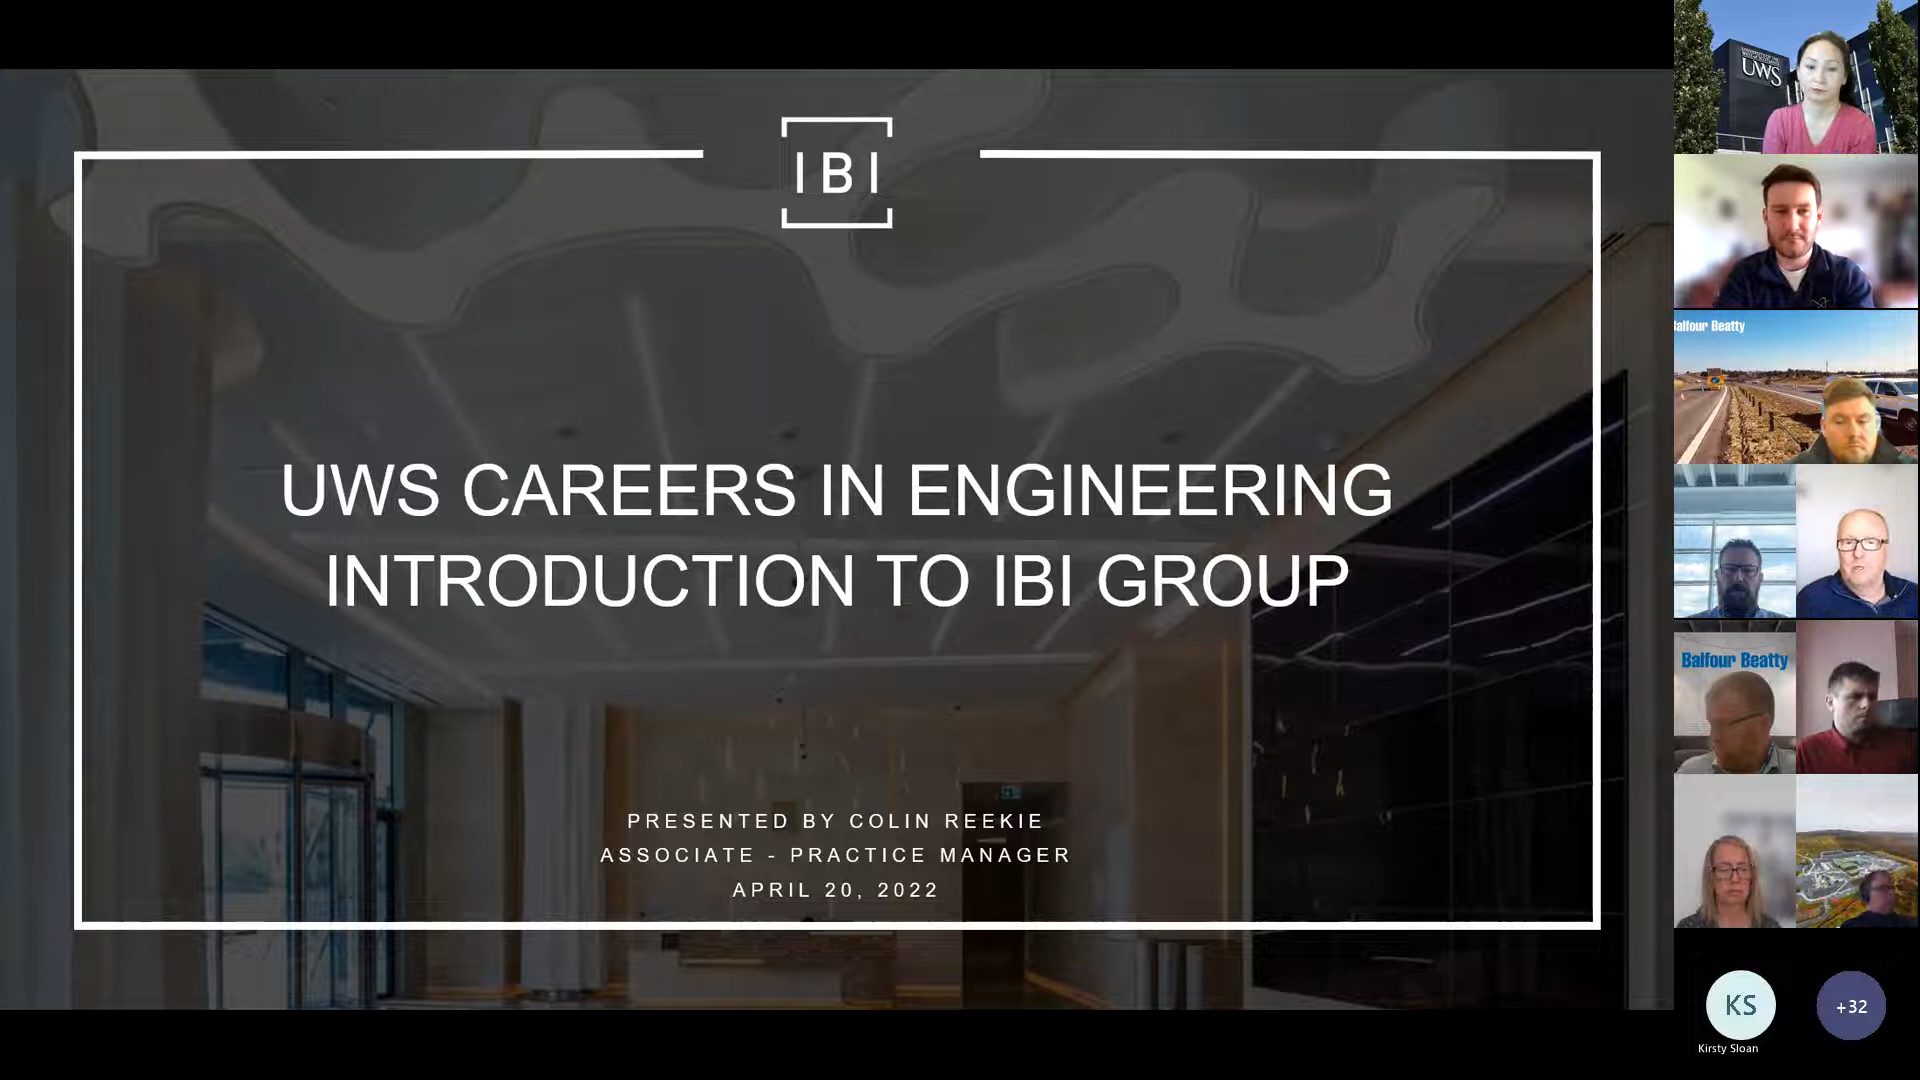 IBI
UWS CAREERS IN ENGINEERING
INTRODUCTION TO IBI GROUP
PRESENTED BY COLIN REEKIE
ASSOCIATE - PRACTICE MANAGER
APRIL 20, 2022
UWS
Balfour Beatty
Balfour Beatty
KS
+32
Kirsty Sloan